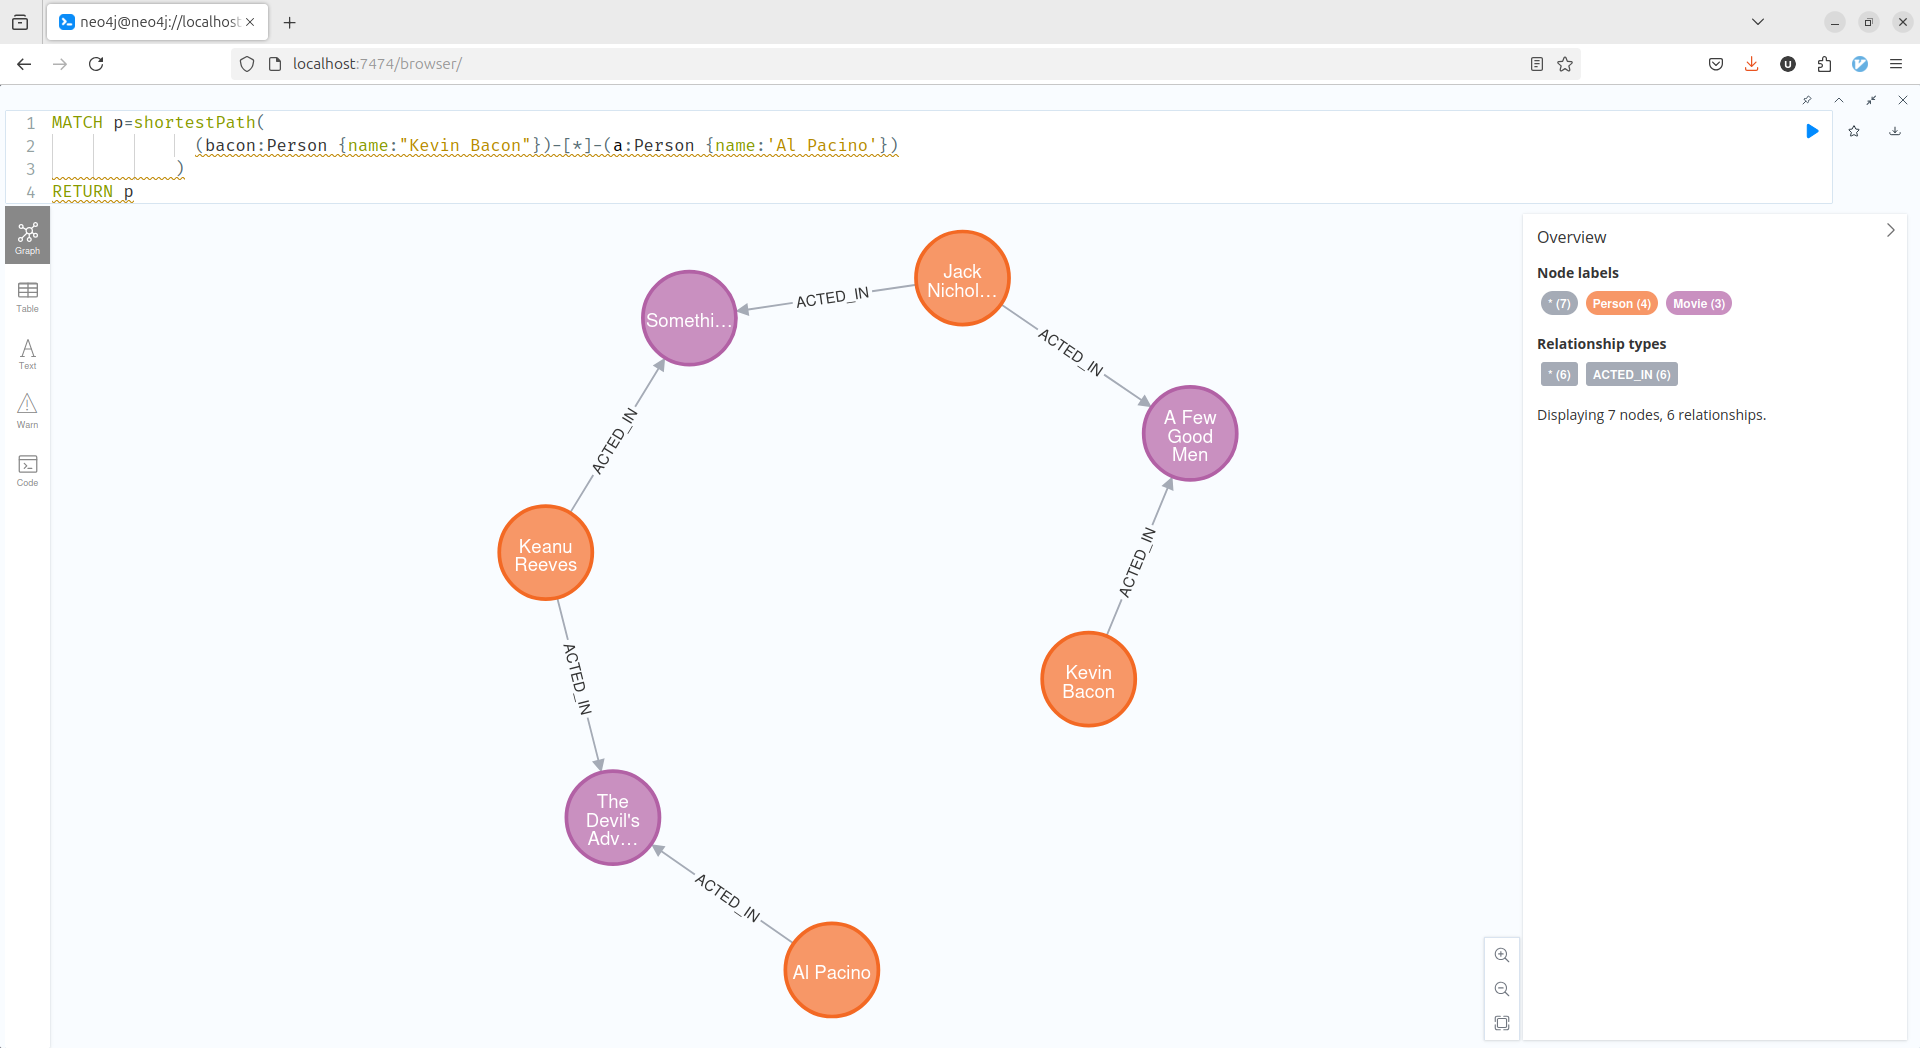 neo4j@neo4j://localhost
localhost:7474/browser/
1 MATCH p=shortestPath(
2 (bacon:Person {name:"Kevin Bacon"})-[*]-(a:Person {name:'Al Pacino'})
3 )
4 RETURN p
Graph
Table
Text
Warn
Code
Jack
Nichol...
Somethi...
ACTED_IN
ACTED_IN
A Few
Good
Men
ACTED_IN
Keanu
Reeves
ACTED_IN
Kevin
Bacon
ACTED_IN
The
Devil's
Adv...
ACTED_IN
Al Pacino
Overview
Node labels
* (7) Person (4) Movie (3)
Relationship types
* (6) ACTED_IN (6)
Displaying 7 nodes, 6 relationships.